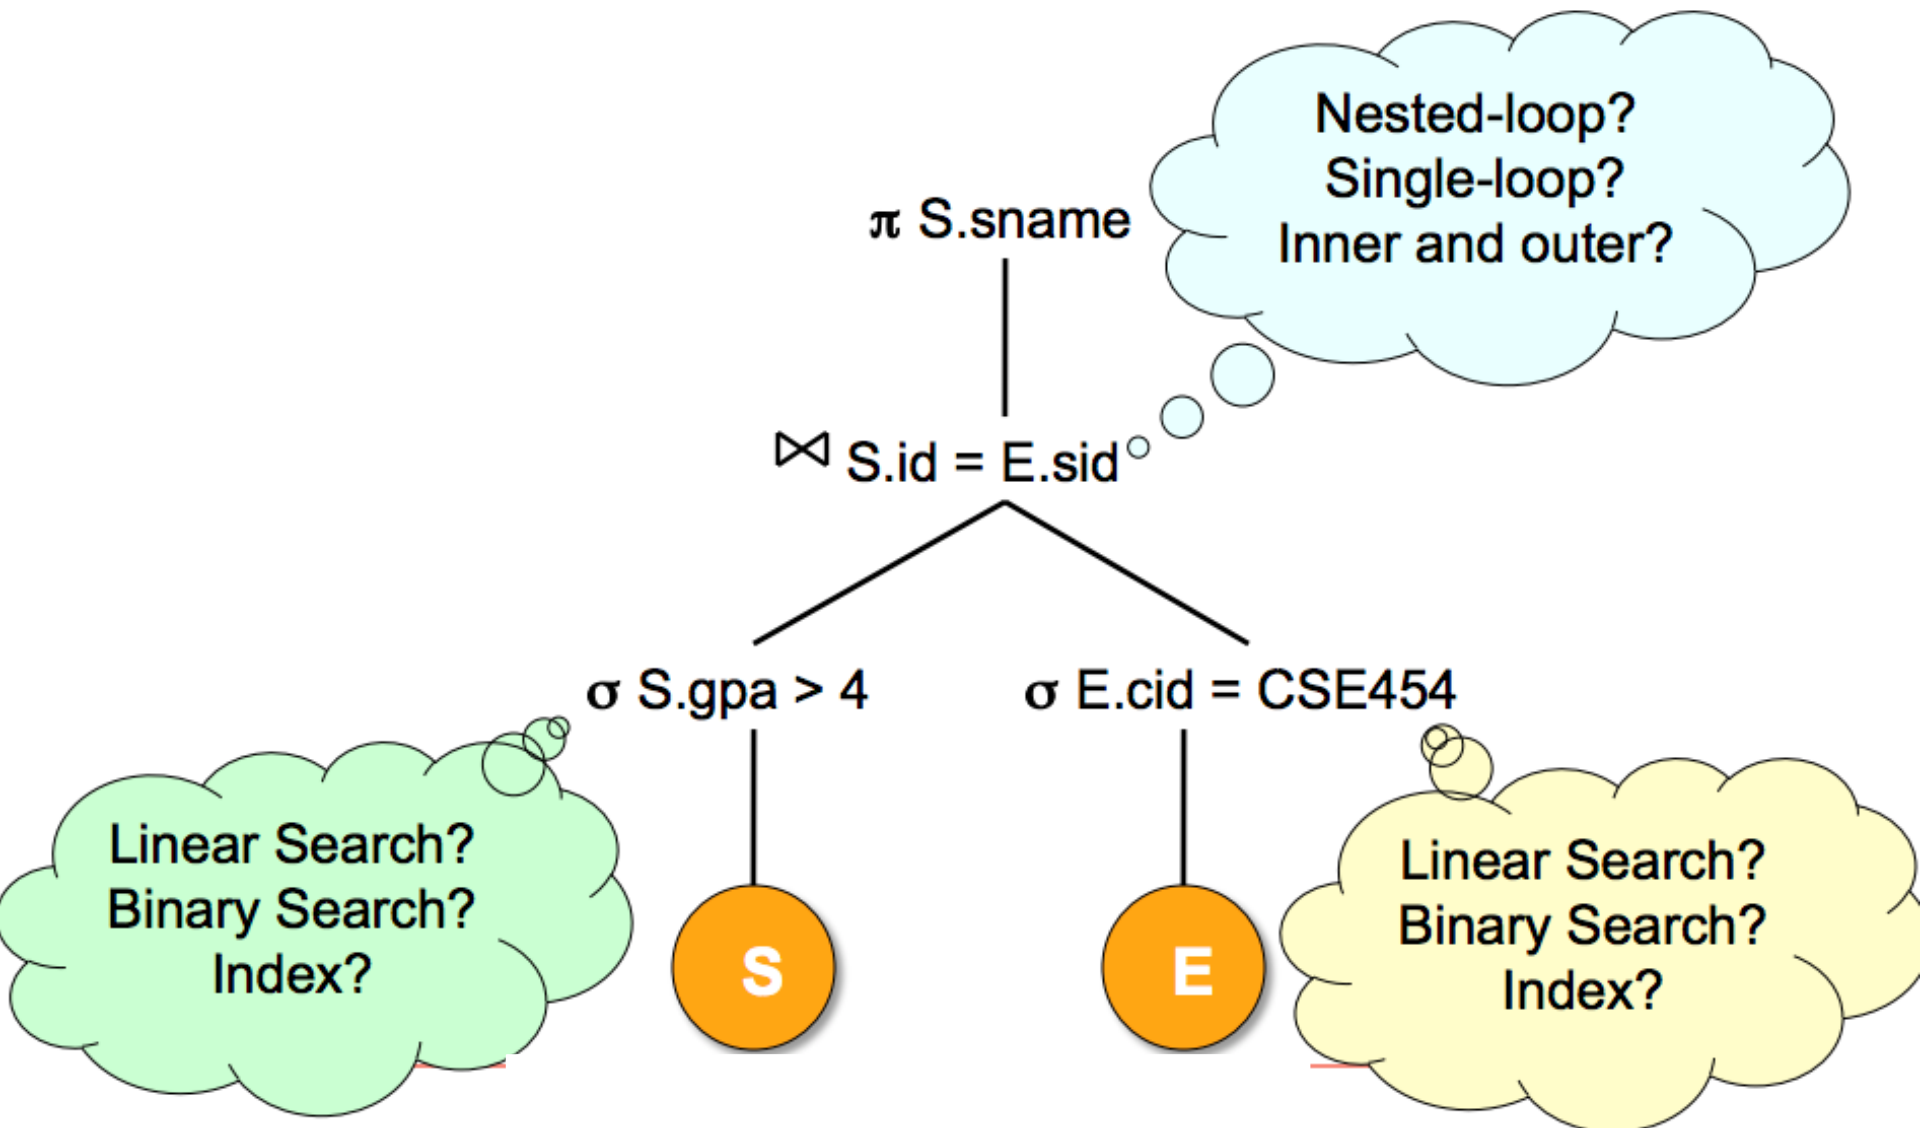 Nested-loop?
Single-loop?
Inner and outer?
π S.sname
⋈ S.id = E.sid
σ S.gpa > 4
σ E.cid = CSE454
Linear Search?
Binary Search?
Index?
S
E
Linear Search?
Binary Search?
Index?